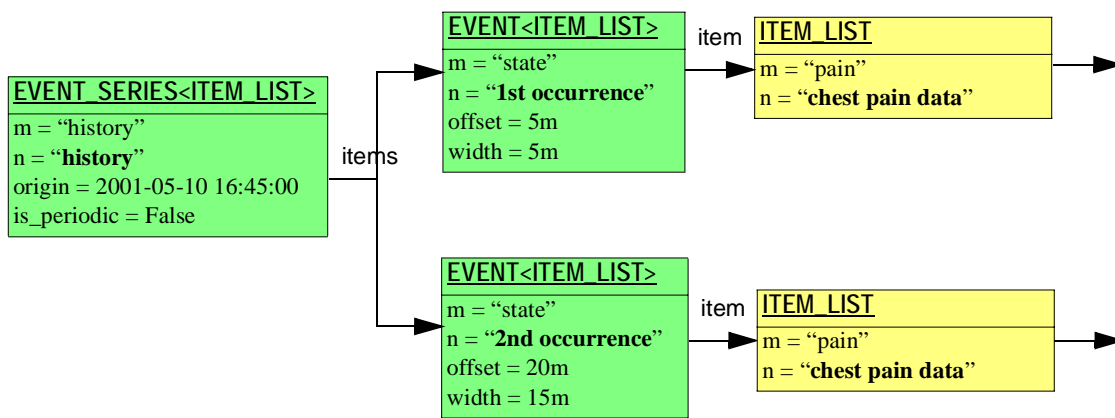 EVENT_SERIES<ITEM_LIST>
m = “history”
n = “history”
origin = 2001-05-10 16:45:00
is_periodic = False
items
EVENT<ITEM_LIST>
m = “state”
n = “1st occurrence”
offset = 5m
width = 5m
item
ITEM_LIST
m = “pain”
n = “chest pain data”
EVENT<ITEM_LIST>
m = “state”
n = “2nd occurrence”
offset = 20m
width = 15m
item
ITEM_LIST
m = “pain”
n = “chest pain data”